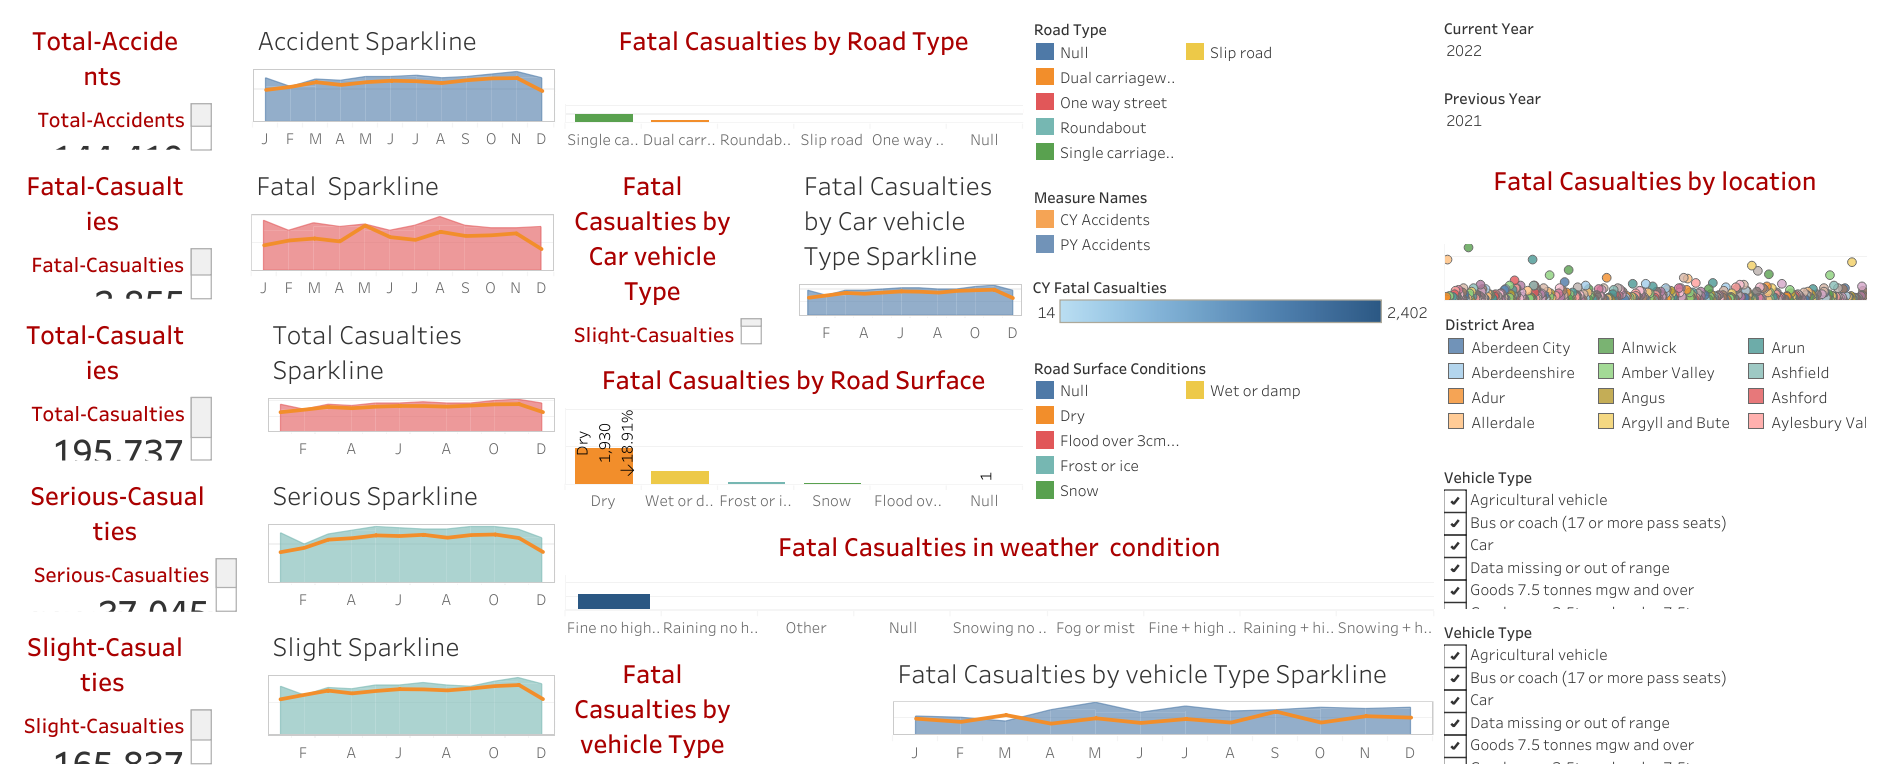 Total-Accide
nts
Total-Accidents
Accident Sparkline
J F M A M J J A S O N D
Fatal-Casualt
ies
Fatal-Casualties
Fatal  Sparkline
J F M A M J J A S O N D
Total-Casualt
ies
Total-Casualties
195,737
Total Casualties
Sparkline
F A J A O D
Serious-Casual
ties
Serious-Casualties
Serious Sparkline
F A J A O D
Slight-Casual
ties
Slight-Casualties
165,837
Slight Sparkline
F A J A O D
Fatal Casualties by Road Type
Single ca.. Dual carr.. Roundab.. Slip road One way .. Null
Fatal
Casualties by
Car vehicle
Type
Slight-Casualties
Fatal Casualties
by Car vehicle
Type Sparkline
F A J A O D
Fatal Casualties by Road Surface
Dry
1,930
↓18.91%
1
Dry Wet or d.. Frost or i.. Snow Flood ov.. Null
Fatal Casualties in weather  condition
Fine no high.. Raining no h.. Other Null Snowing no .. Fog or mist Fine + high .. Raining + hi.. Snowing + h..
Fatal
Casualties by
vehicle Type
Fatal Casualties by vehicle Type Sparkline
J F M A M J J A S O N D
Road Type
Null
Slip road
Dual carriagew..
One way street
Roundabout
Single carriage..
Measure Names
CY Accidents
PY Accidents
CY Fatal Casualties
14 2,402
Road Surface Conditions
Null
Wet or damp
Dry
Flood over 3cm...
Frost or ice
Snow
Current Year
2022
Previous Year
2021
Fatal Casualties by location
District Area
Aberdeen City Alnwick Arun
Aberdeenshire Amber Valley Ashfield
Adur Angus Ashford
Allerdale Argyll and Bute Aylesbury Val
Vehicle Type
Agricultural vehicle
Bus or coach (17 or more pass seats)
Car
Data missing or out of range
Goods 7.5 tonnes mgw and over
Vehicle Type
Agricultural vehicle
Bus or coach (17 or more pass seats)
Car
Data missing or out of range
Goods 7.5 tonnes mgw and over